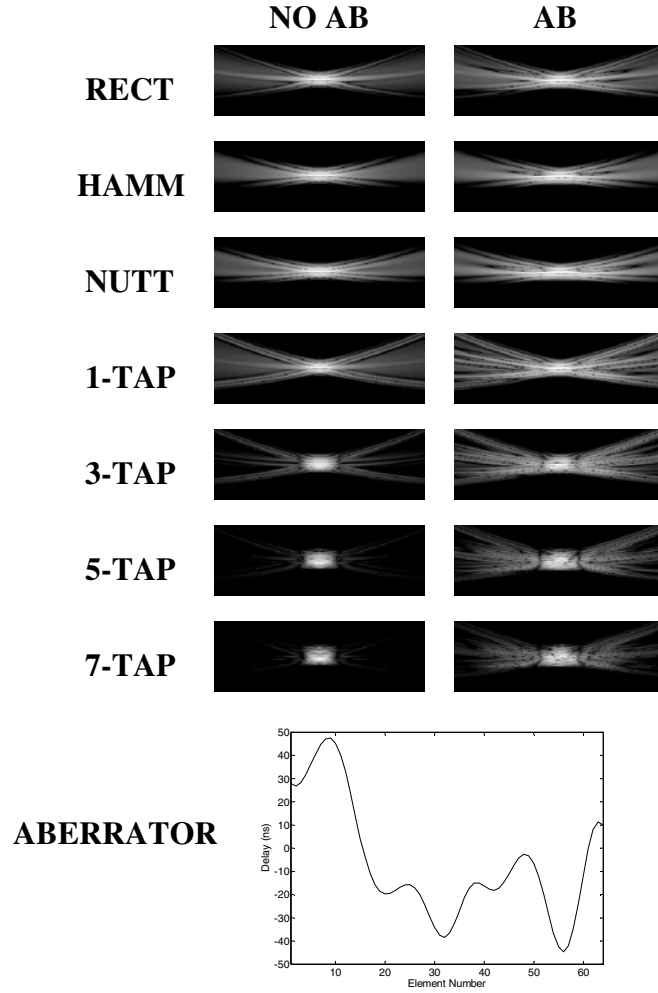 NO AB AB
RECT
HAMM
NUTT
1-TAP
3-TAP
5-TAP
7-TAP
ABERRATOR
50
40
30
20
10
0
-10
-20
-30
-40
-50
Delay (ns)
10 20 30 40 50 60
Element Number